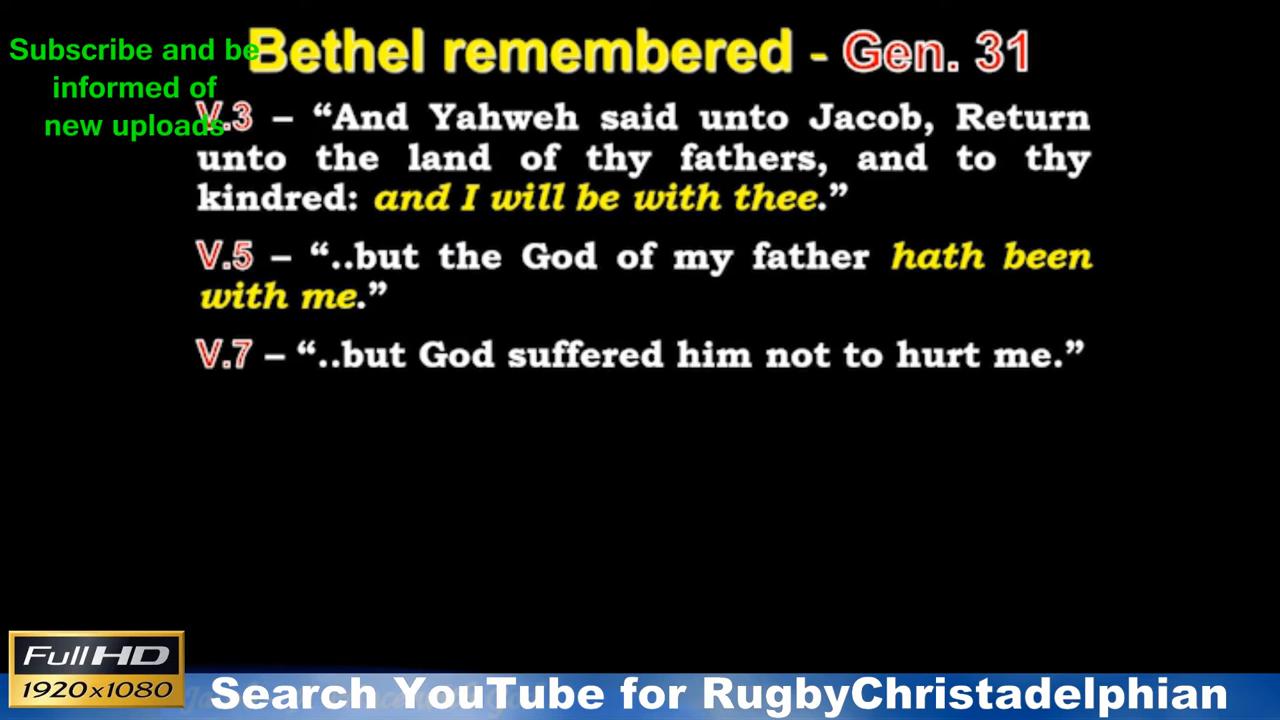 Subscribe and be
informed of
new uploads
Bethel remembered - Gen. 31
V.3 – “And Yahweh said unto Jacob, Return
unto the land of thy fathers, and to thy
kindred: and I will be with thee.”
V.5 – “..but the God of my father hath been
with me.”
V.7 – “..but God suffered him not to hurt me.”
Full HD
1920x1080
Search YouTube for RugbyChristadelphian